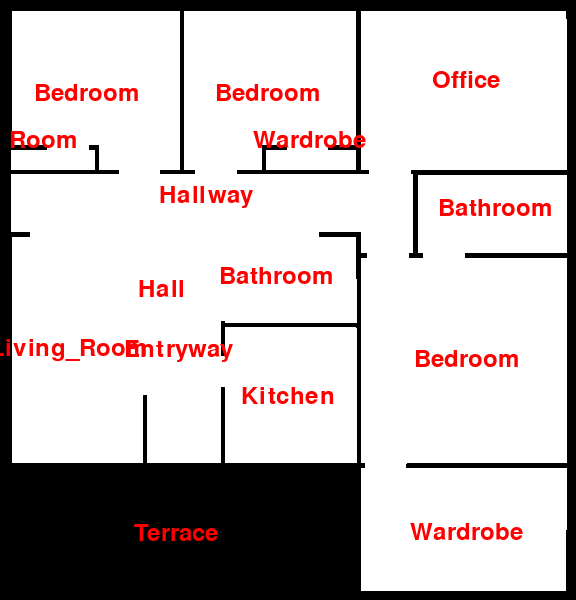 Office
Bedroom
Bedroom
Room
Wardrobe
Hallway
Bathroom
Bathroom
Hall
Living_Room
Entryway
Bedroom
Kitchen
Terrace
Wardrobe